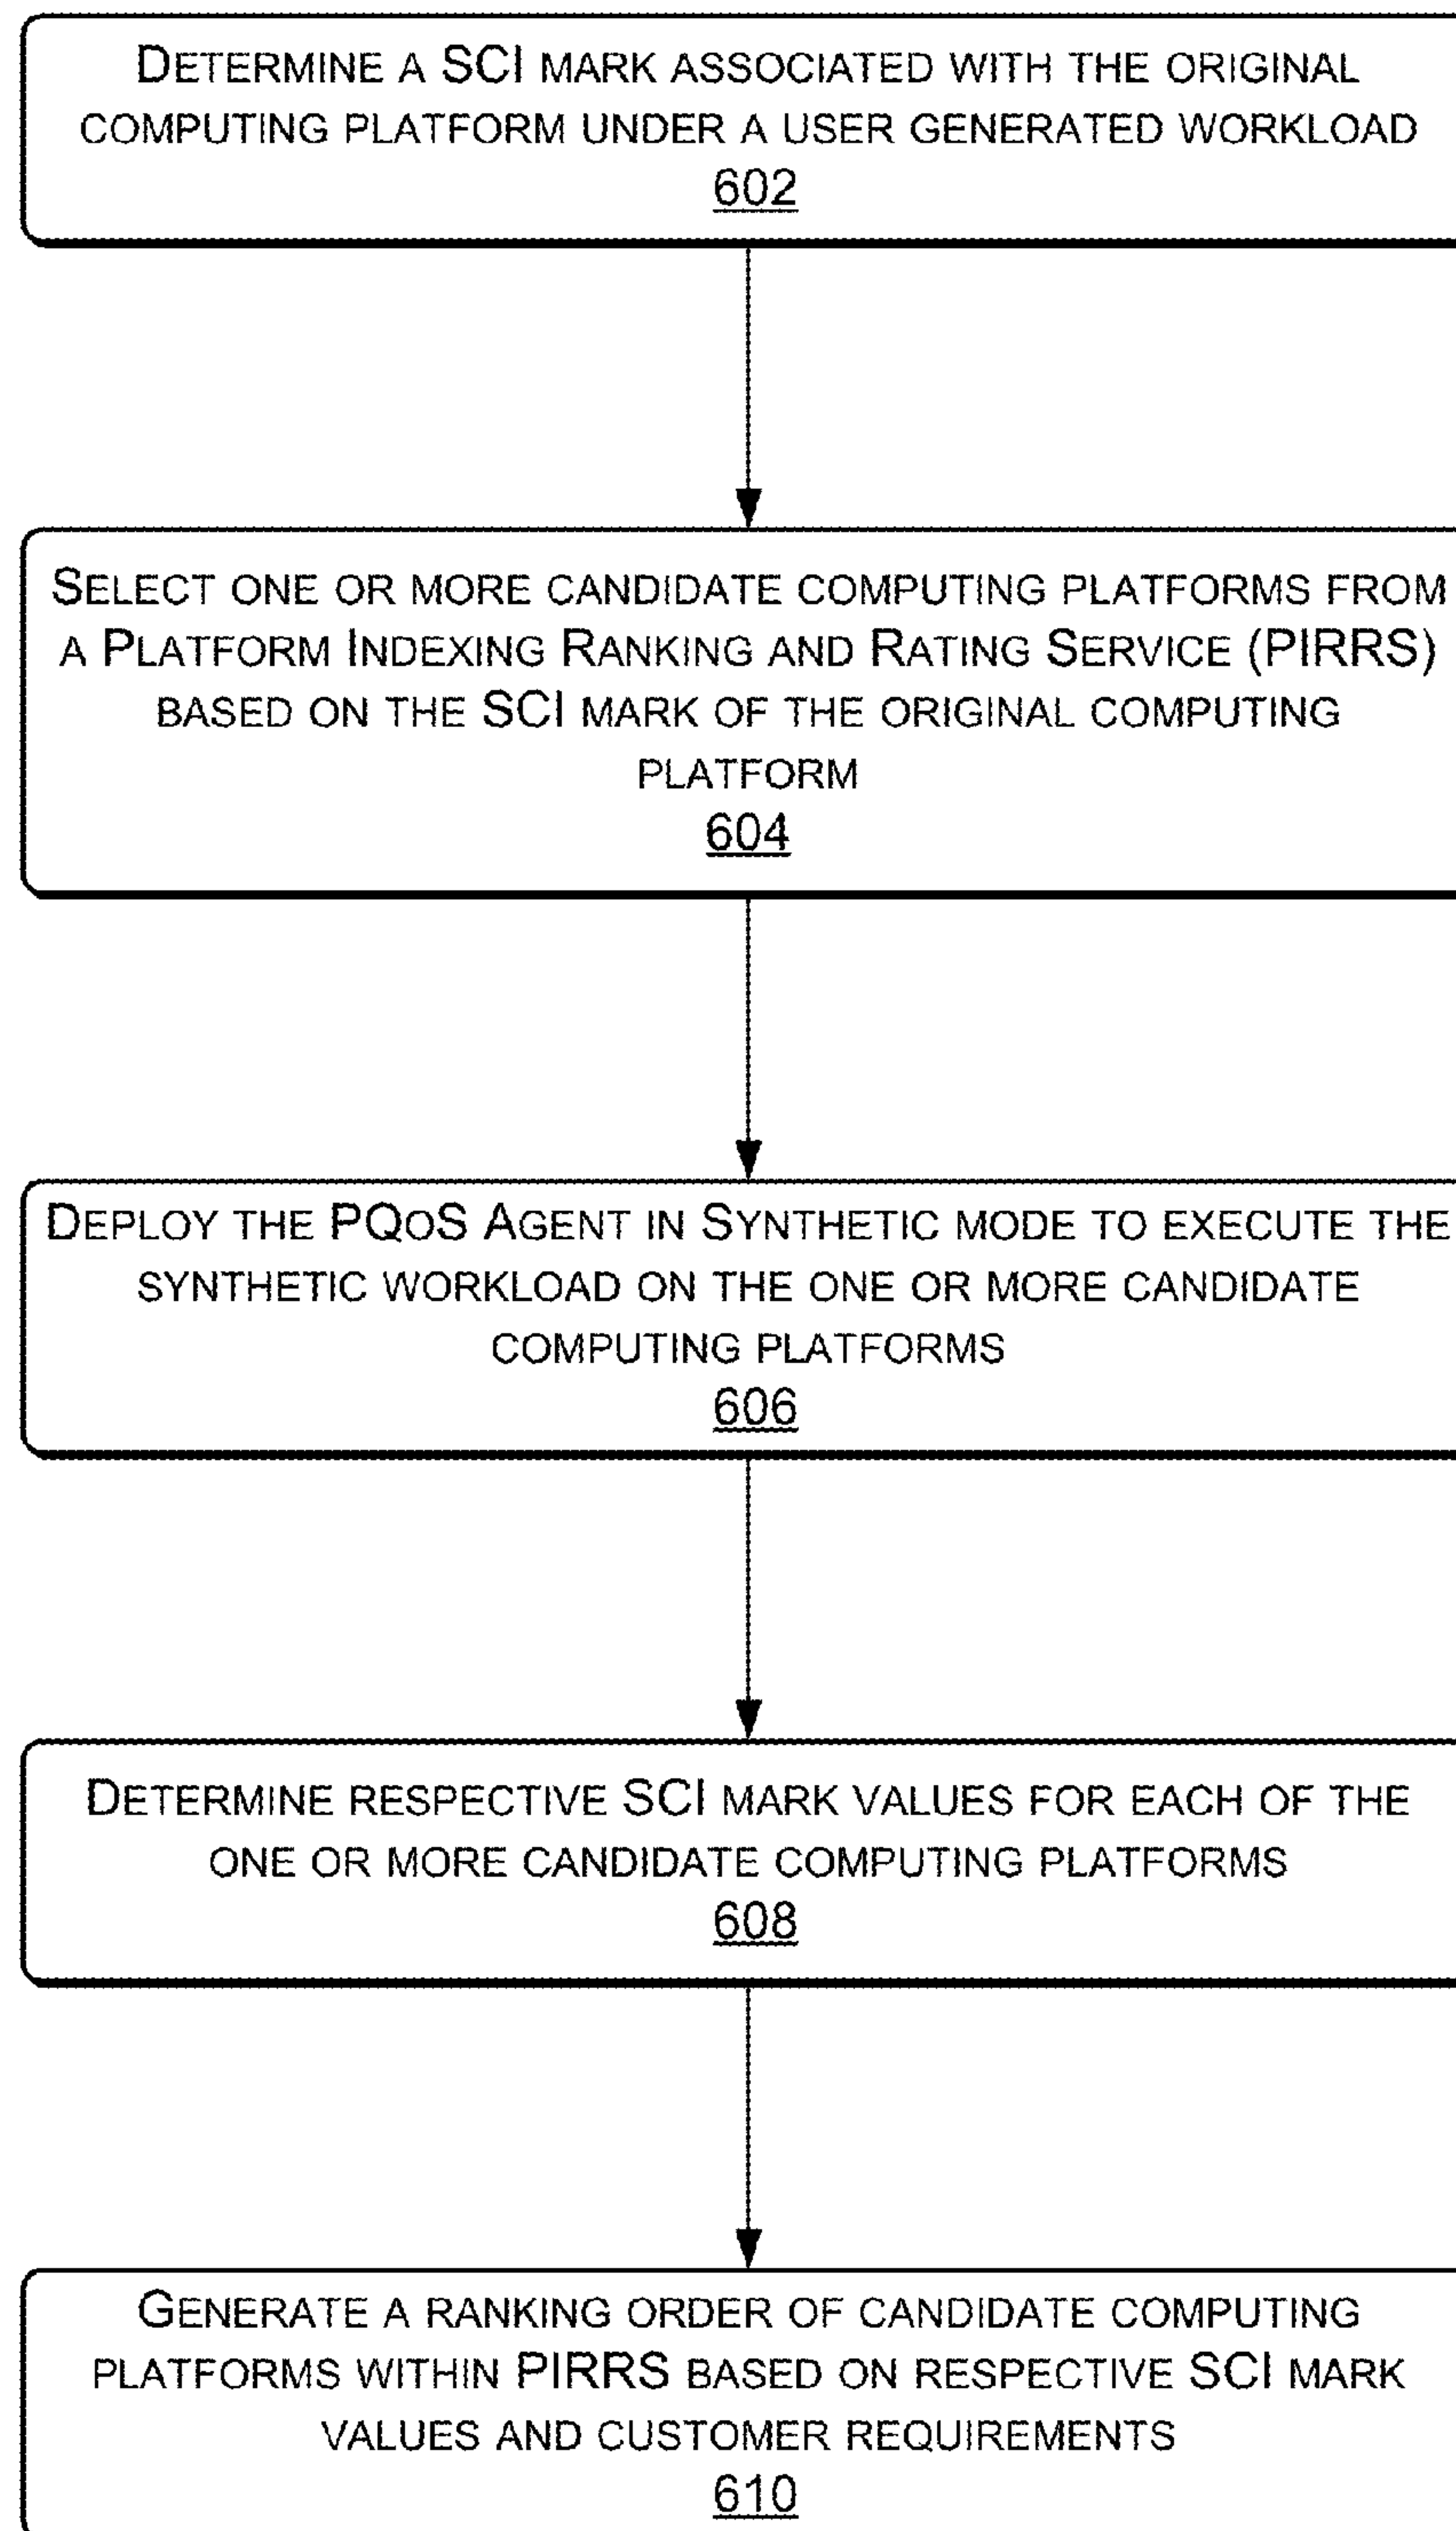 DETERMINE A SCI MARK ASSOCIATED WITH THE ORIGINAL
COMPUTING PLATFORM UNDER A USER GENERATED WORKLOAD
602
SELECT ONE OR MORE CANDIDATE COMPUTING PLATFORMS FROM
A PLATFORM INDEXING RANKING AND RATING SERVICE (PIRRS)
BASED ON THE SCI MARK OF THE ORIGINAL COMPUTING
PLATFORM
604
DEPLOY THE PQOS AGENT IN SYNTHETIC MODE TO EXECUTE THE
SYNTHETIC WORKLOAD ON THE ONE OR MORE CANDIDATE
COMPUTING PLATFORMS
606
DETERMINE RESPECTIVE SCI MARK VALUES FOR EACH OF THE
ONE OR MORE CANDIDATE COMPUTING PLATFORMS
608
GENERATE A RANKING ORDER OF CANDIDATE COMPUTING
PLATFORMS WITHIN PIRRS BASED ON RESPECTIVE SCI MARK
VALUES AND CUSTOMER REQUIREMENTS
610